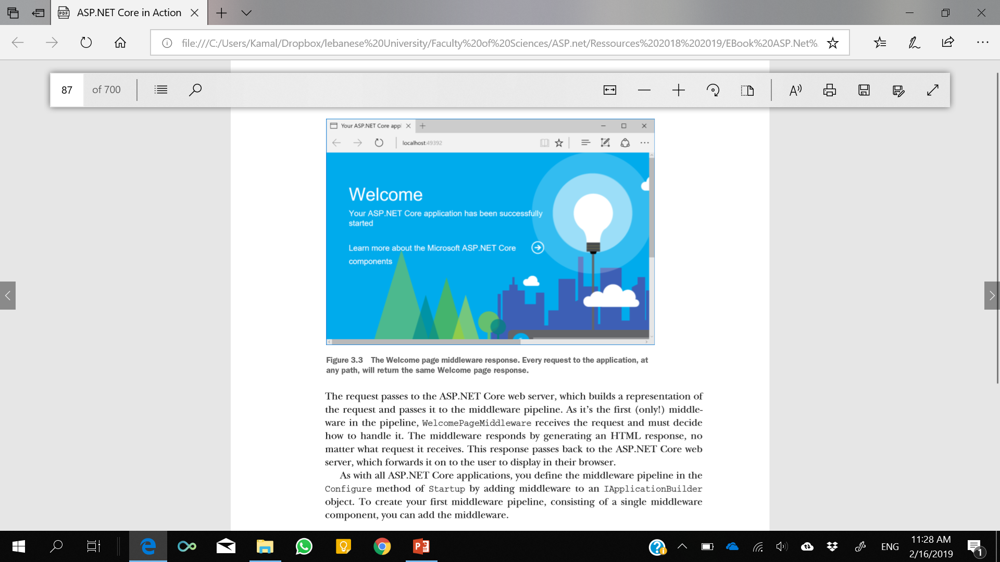 ASP.NET Core in Action
file:///C:/Users/Kamal/Dropbox/lebanese%20University/Faculty%20of%20Sciences/ASP.net/Ressources%202018%202019/EBook%20ASP.Net%
87 of 700
Your ASP.NET Core appl
localhost:49392
Welcome
Your ASP.NET Core application has been successfully
started
Learn more about the Microsoft ASP.NET Core
components
Figure 3.3 The Welcome page middleware response. Every request to the application, at
any path, will return the same Welcome page response.
The request passes to the ASP.NET Core web server, which builds a representation of
the request and passes it to the middleware pipeline. As it’s the first (only!) middle-
ware in the pipeline, WelcomePageMiddleware receives the request and must decide
how to handle it. The middleware responds by generating an HTML response, no
matter what request it receives. This response passes back to the ASP.NET Core web
server, which forwards it on to the user to display in their browser.
As with all ASP.NET Core applications, you define the middleware pipeline in the
Configure method of Startup by adding middleware to an IApplicationBuilder
object. To create your first middleware pipeline, consisting of a single middleware
component, you can add the middleware.
ENG
11:28 AM
2/16/2019
1